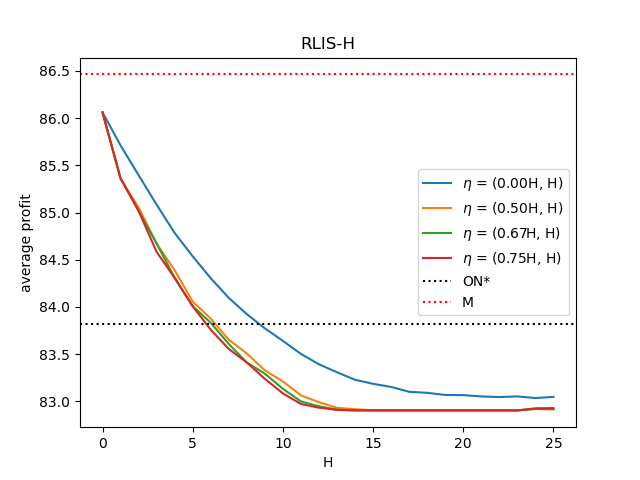 RLIS-H
86.5
86.0
85.5
85.0
84.5
84.0
83.5
83.0
average profit
0 5 10 15 20 25
H
η = (0.00H, H)
η = (0.50H, H)
η = (0.67H, H)
η = (0.75H, H)
ON*
M